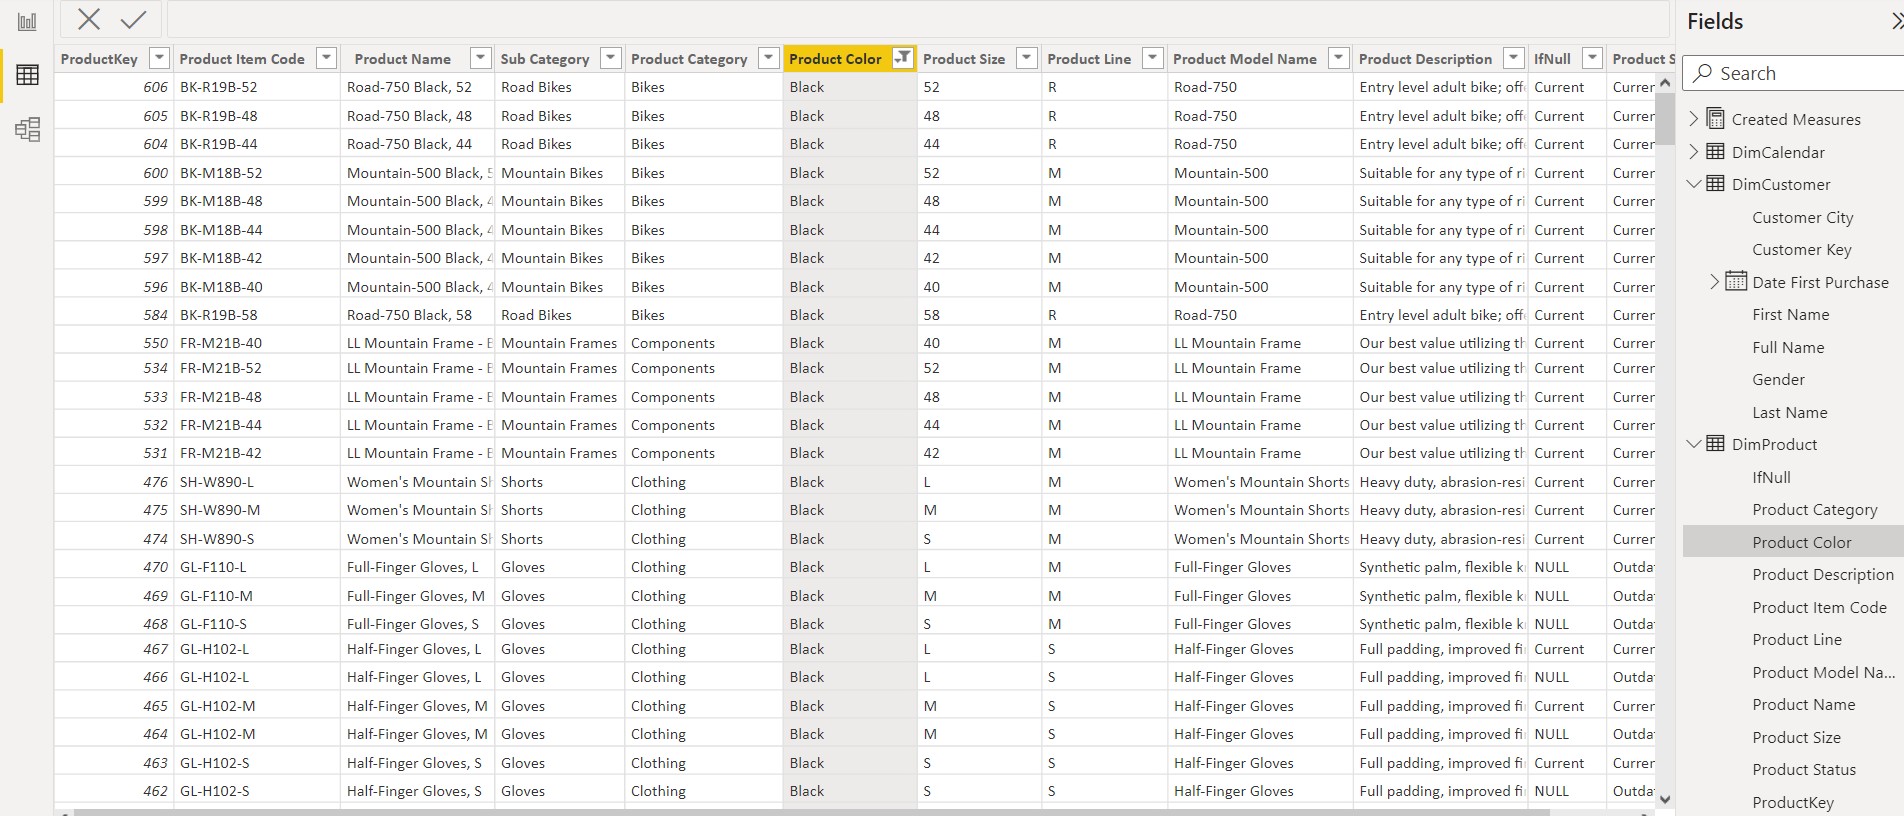 ProductKey Product Item Code Product Name Sub Category Product Category Product Color Product Size Product Line Product Model Name Product Description IfNull Product S
606 BK-R19B-52 Road-750 Black, 52 Road Bikes Bikes Black 52 R Road-750 Entry level adult bike; off Current Curren
605 BK-R19B-48 Road-750 Black, 48 Road Bikes Bikes Black 48 R Road-750 Entry level adult bike; off Current Curren
604 BK-R19B-44 Road-750 Black, 44 Road Bikes Bikes Black 44 R Road-750 Entry level adult bike; off Current Curren
600 BK-M18B-52 Mountain-500 Black, 5 Mountain Bikes Bikes Black 52 M Mountain-500 Suitable for any type of ri Current Curren
599 BK-M18B-48 Mountain-500 Black, 4 Mountain Bikes Bikes Black 48 M Mountain-500 Suitable for any type of ri Current Curren
598 BK-M18B-44 Mountain-500 Black, 4 Mountain Bikes Bikes Black 44 M Mountain-500 Suitable for any type of ri Current Curren
597 BK-M18B-42 Mountain-500 Black, 4 Mountain Bikes Bikes Black 42 M Mountain-500 Suitable for any type of ri Current Curren
596 BK-M18B-40 Mountain-500 Black, 4 Mountain Bikes Bikes Black 40 M Mountain-500 Suitable for any type of ri Current Curren
584 BK-R19B-58 Road-750 Black, 58 Road Bikes Bikes Black 58 R Road-750 Entry level adult bike; off Current Curren
550 FR-M21B-40 LL Mountain Frame - B Mountain Frames Components Black 40 M LL Mountain Frame Our best value utilizing th Current Curren
534 FR-M21B-52 LL Mountain Frame - B Mountain Frames Components Black 52 M LL Mountain Frame Our best value utilizing th Current Curren
533 FR-M21B-48 LL Mountain Frame - B Mountain Frames Components Black 48 M LL Mountain Frame Our best value utilizing th Current Curren
532 FR-M21B-44 LL Mountain Frame - B Mountain Frames Components Black 44 M LL Mountain Frame Our best value utilizing th Current Curren
531 FR-M21B-42 LL Mountain Frame - B Mountain Frames Components Black 42 M LL Mountain Frame Our best value utilizing th Current Curren
476 SH-W890-L Women's Mountain Sh Shorts Clothing Black L M Women's Mountain Shorts Heavy duty, abrasion-resi Current Curren
475 SH-W890-M Women's Mountain Sh Shorts Clothing Black M M Women's Mountain Shorts Heavy duty, abrasion-resi Current Curren
474 SH-W890-S Women's Mountain Sh Shorts Clothing Black S M Women's Mountain Shorts Heavy duty, abrasion-resi Current Curren
470 GL-F110-L Full-Finger Gloves, L Gloves Clothing Black L M Full-Finger Gloves Synthetic palm, flexible k NULL Outda
469 GL-F110-M Full-Finger Gloves, M Gloves Clothing Black M M Full-Finger Gloves Synthetic palm, flexible k NULL Outda
468 GL-F110-S Full-Finger Gloves, S Gloves Clothing Black S M Full-Finger Gloves Synthetic palm, flexible k NULL Outda
467 GL-H102-L Half-Finger Gloves, L Gloves Clothing Black L S Half-Finger Gloves Full padding, improved fi Current Curren
466 GL-H102-L Half-Finger Gloves, L Gloves Clothing Black L S Half-Finger Gloves Full padding, improved fi NULL Outda
465 GL-H102-M Half-Finger Gloves, M Gloves Clothing Black M S Half-Finger Gloves Full padding, improved fi Current Curren
464 GL-H102-M Half-Finger Gloves, M Gloves Clothing Black M S Half-Finger Gloves Full padding, improved fi NULL Outda
463 GL-H102-S Half-Finger Gloves, S Gloves Clothing Black S S Half-Finger Gloves Full padding, improved fi Current Curren
462 GL-H102-S Half-Finger Gloves, S Gloves Clothing Black S S Half-Finger Gloves Full padding, improved fi NULL Outda
Fields
Search
Created Measures
DimCalendar
DimCustomer
Customer City
Customer Key
Date First Purchase
First Name
Full Name
Gender
Last Name
DimProduct
IfNull
Product Category
Product Color
Product Description
Product Item Code
Product Line
Product Model Na...
Product Name
Product Size
Product Status
ProductKey